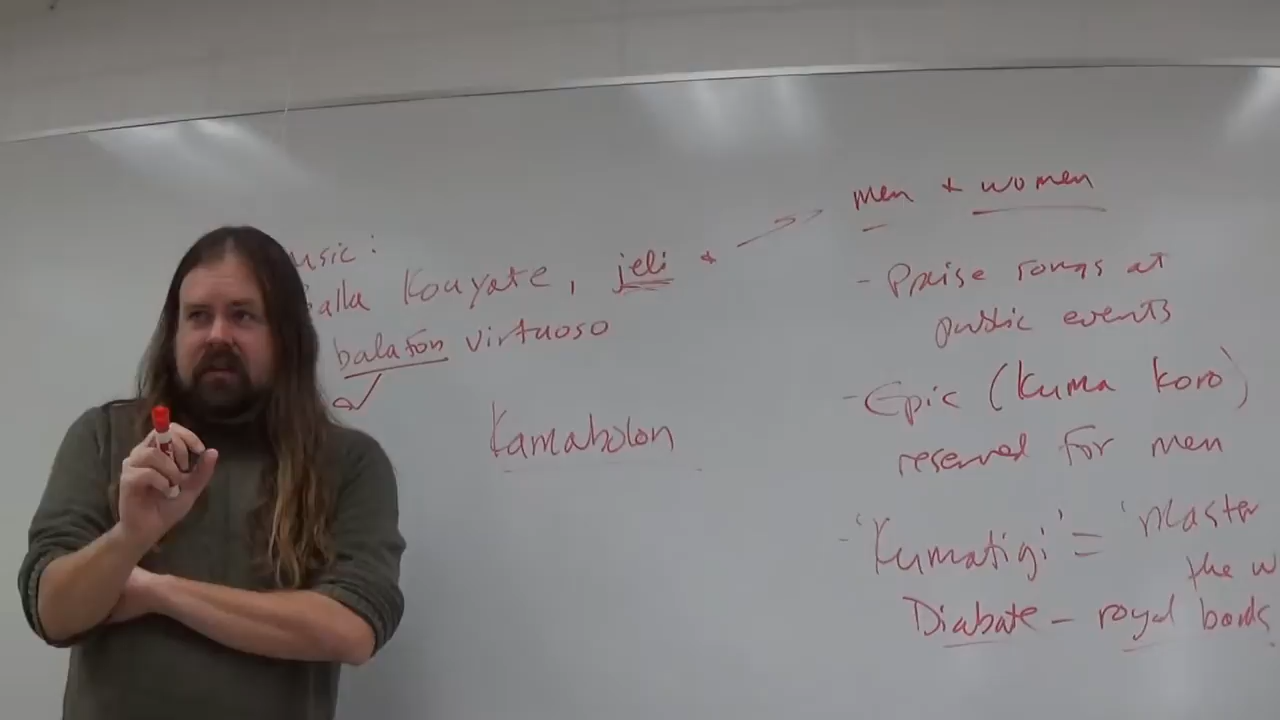 usic:
Balla Kouyate, jeli *
balafon virtuoso
Kamabolon
men + women
- Praise songs at
public events
- Epic (Kuma koro)
reserved for men
- 'Kumatigi' = 'Master
the w
Diabate - royal bards